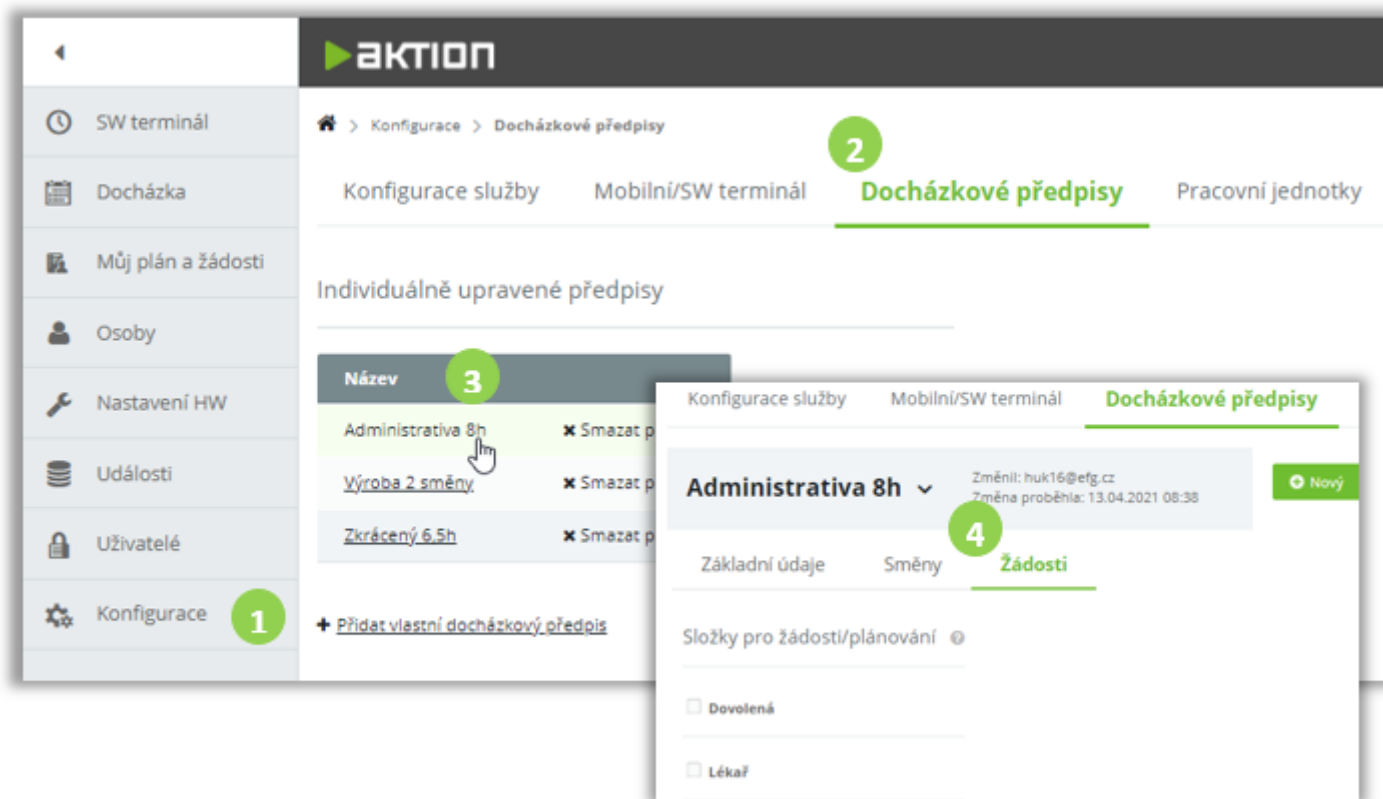 aktion
SW terminál
Docházka
Můj plán a žádosti
Osoby
Nastavení HW
Události
Uživatelé
Konfigurace
1
> Konfigurace > Docházkové předpisy
2
Konfigurace služby Mobilní/SW terminál Docházkové předpisy Pracovní jednotky
Individuálně upravené předpisy
Název
3
Administrativa 8h × Smazat p
Výroba 2 směny × Smazat p
Zkrácený 6,5h × Smazat p
+ Přidat vlastní docházkový předpis
Konfigurace služby Mobilní/SW terminál Docházkové předpisy
Administrativa 8h
Změnil: huk16@efg.cz
Změna proběhla: 13.04.2021 08:38
Nový
4
Základní údaje Směny Žádosti
Složky pro žádosti/plánování
Dovolená
Lékař